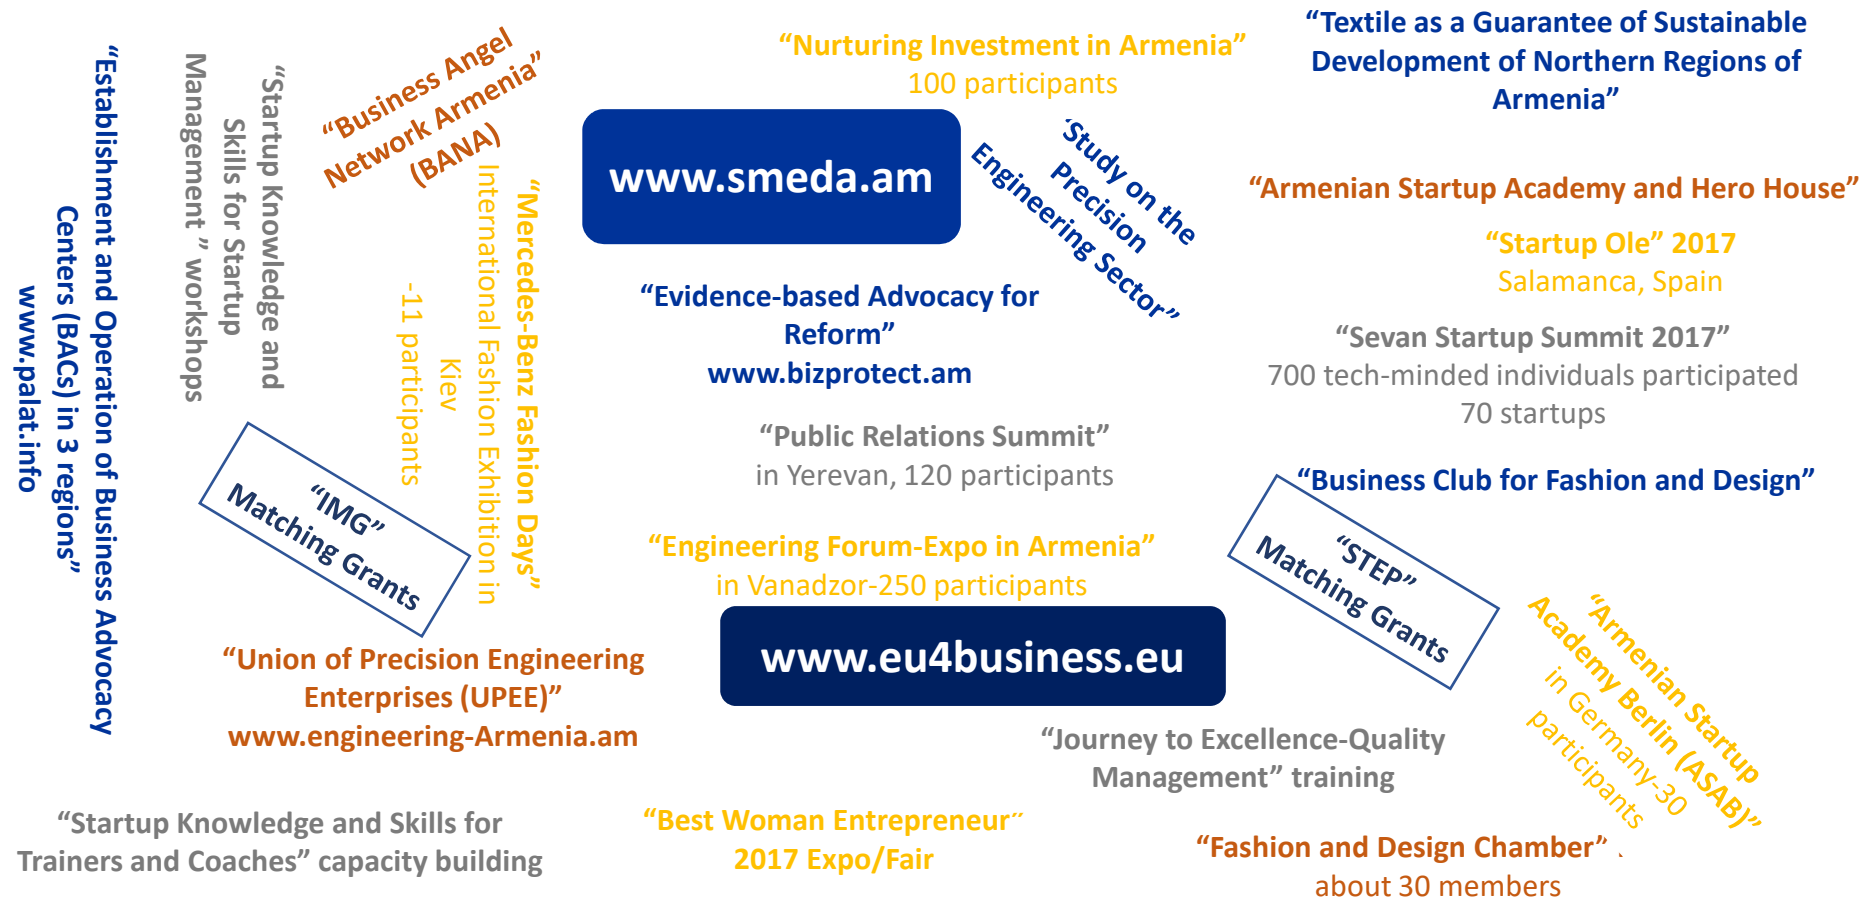 “Establishment and Operation of Business Advocacy
Centers (BACs) in 3 regions”
www.palat.info
“Startup Knowledge and
Skills for Startup
Management ” workshops
“Business Angel
Network Armenia”
(BANA)
“Mercedes-Benz Fashion Days”
International Fashion Exhibition in
Kiev
-11 participants
“Nurturing Investment in Armenia”
100 participants
www.smeda.am
“Study on the
Precision
Engineering Sector”
“Textile as a Guarantee of Sustainable
Development of Northern Regions of
Armenia”
“Armenian Startup Academy and Hero House”
“Startup Ole” 2017
Salamanca, Spain
“Sevan Startup Summit 2017”
700 tech-minded individuals participated
70 startups
“Evidence-based Advocacy for
Reform”
www.bizprotect.am
“Public Relations Summit”
in Yerevan, 120 participants
“Business Club for Fashion and Design”
“IMG”
Matching Grants
“Engineering Forum-Expo in Armenia”
in Vanadzor-250 participants
“STEP”
Matching Grants
www.eu4business.eu
“Union of Precision Engineering
Enterprises (UPEE)”
www.engineering-Armenia.am
“Armenian Startup
Academy Berlin (ASAB)”
in Germany-30
participants
“Journey to Excellence-Quality
Management” training
“Startup Knowledge and Skills for
Trainers and Coaches” capacity building
“Best Woman Entrepreneur”
2017 Expo/Fair
“Fashion and Design Chamber”
about 30 members